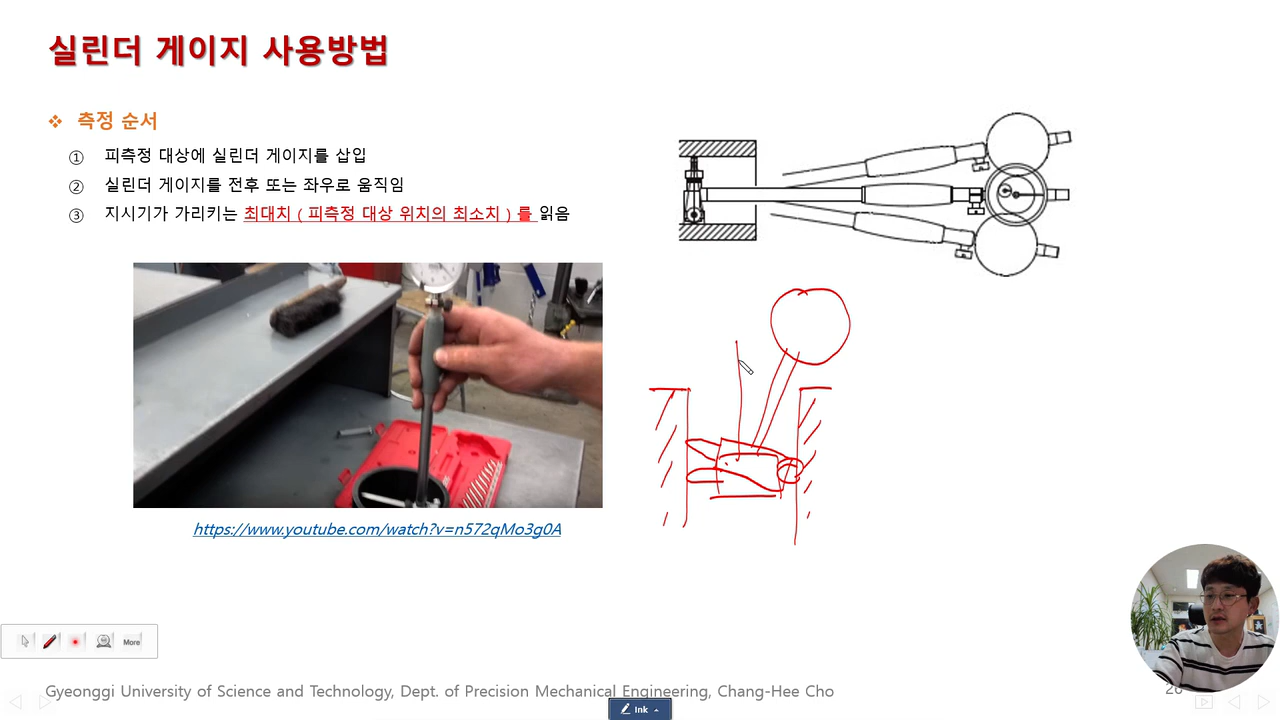 실린더 게이지 사용방법
❖ 측정 순서
① 피측정 대상에 실린더 게이지를 삽입
② 실린더 게이지를 전후 또는 좌우로 움직임
③ 지시기가 가리키는 최대치 ( 피측정 대상 위치의 최소치 ) 를 읽음
https://www.youtube.com/watch?v=n572qMo3g0A
More
Gyeonggi University of Science and Technology, Dept. of Precision Mechanical Engineering, Chang-Hee Cho
Ink